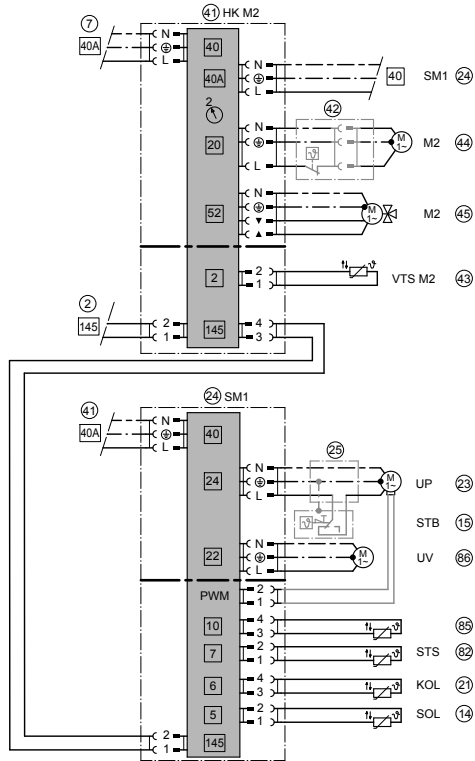 41 HK M2
7
40A
N
L
40
40A
N
L
40 SM1 24
2
20
N
L
42
ϑ
M
1~
M2 44
52
N
▼
▲
M
1~
M2 45
2
2
1
ϑ
VTS M2 43
2
145
2
1
145
4
3
24 SM1
41
40A
N
L
40
25
24
N
L
ϑ
M
1~
UP 23
STB 15
22
N
L
M
1~
UV 86
PWM
2
1
10
4
3
ϑ
85
7
2
1
ϑ
STS 82
6
4
3
ϑ
KOL 21
5
2
1
ϑ
SOL 14
2
1
145